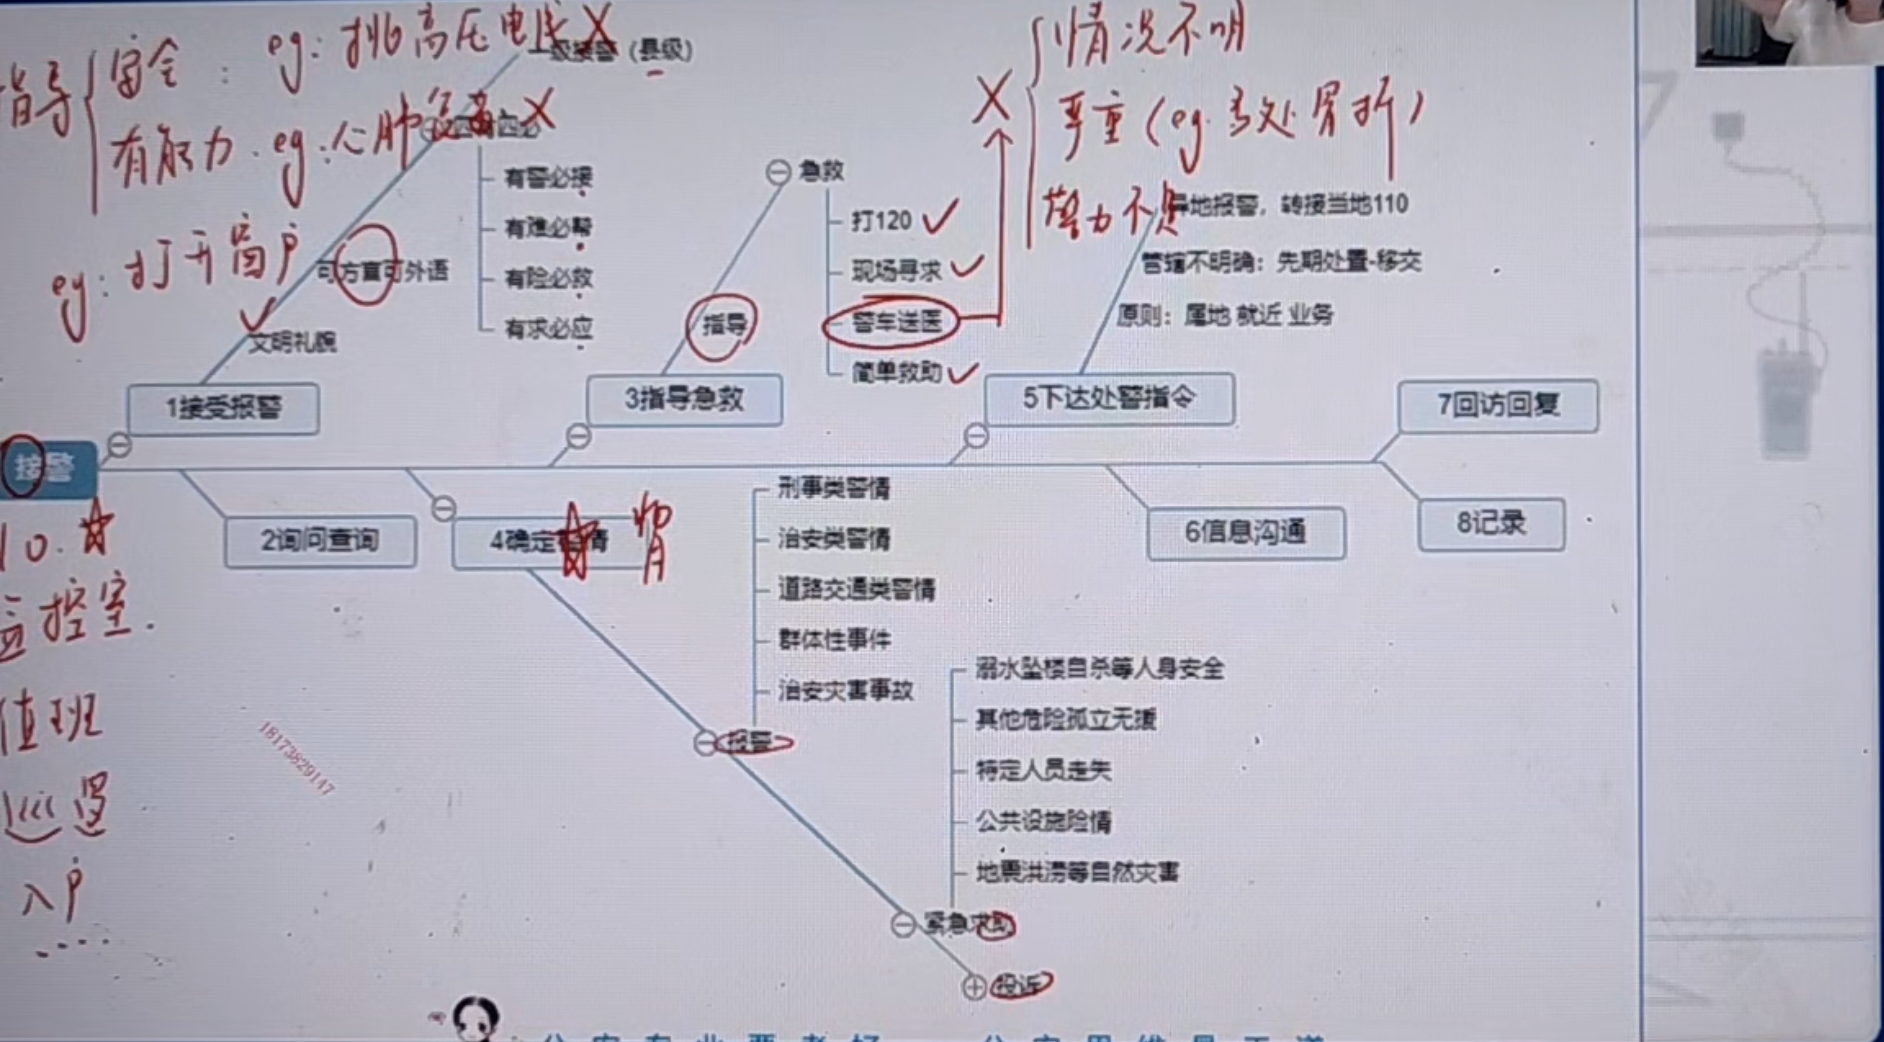 指导
安全：eg：挑高压电线X
有能力．eg：心肺复苏X
eg：打开窗户
一级接警（县级）
四有四必
有警必接
有难必帮
有险必救
有求必应
可方言可外语
文明礼貌
1接受报警
急救
打120
现场寻求
警车送医
简单救助
指导
3指导急救
X
情况不明
严重（eg．多处骨折）
警力不足
异地报警，转接当地110
管辖不明确：先期处置-移交
原则：属地 就近 业务
5下达处警指令
7回访回复
接警
2询问查询
4确定警情
刑事类警情
治安类警情
道路交通类警情
群体性事件
治安灾害事故
报警
溺水坠楼自杀等人身安全
其他危险孤立无援
特定人员走失
公共设施险情
地震洪涝等自然灾害
紧急求助
投诉
6信息沟通
8记录
监控室．
值班
巡逻
入户
....
18173829147